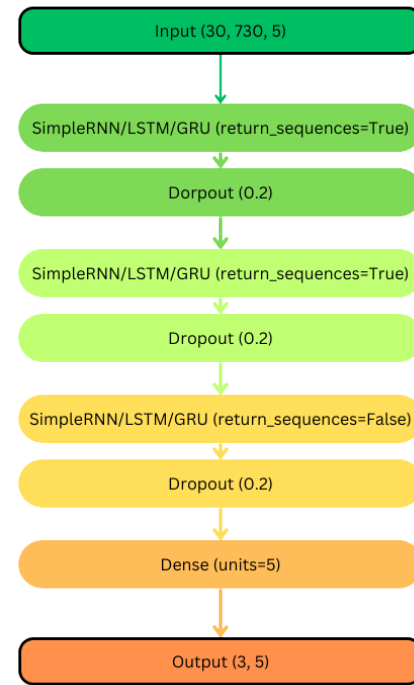 Input (30, 730, 5)
SimpleRNN/LSTM/GRU (return_sequences=True)
Dorpout (0.2)
SimpleRNN/LSTM/GRU (return_sequences=True)
Dropout (0.2)
SimpleRNN/LSTM/GRU (return_sequences=False)
Dropout (0.2)
Dense (units=5)
Output (3, 5)